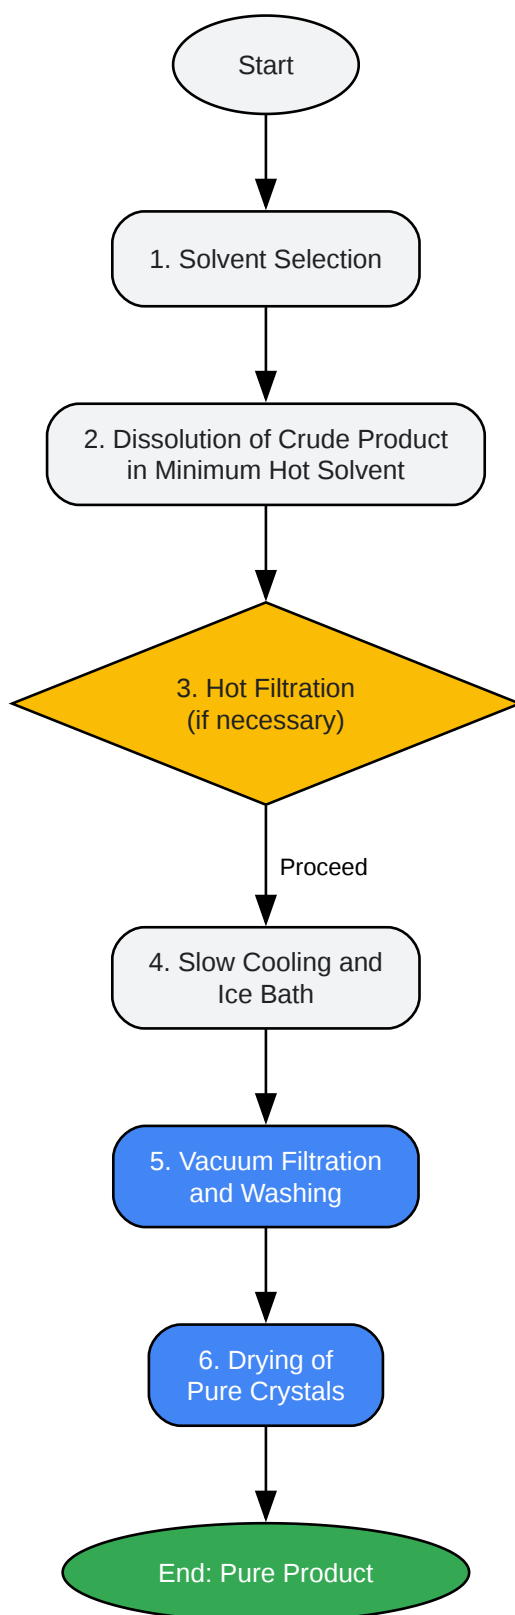 Start
1. Solvent Selection
2. Dissolution of Crude Product
in Minimum Hot Solvent
3. Hot Filtration
(if necessary)
Proceed
4. Slow Cooling and
Ice Bath
5. Vacuum Filtration
and Washing
6. Drying of
Pure Crystals
End: Pure Product